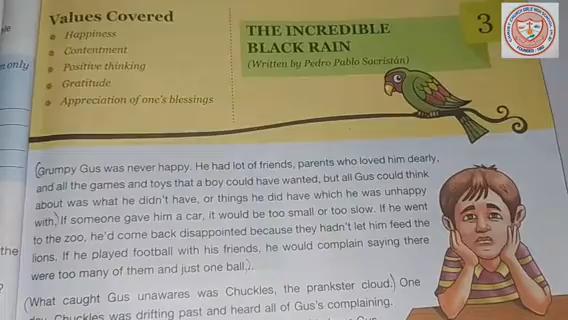 Values Covered
Happiness
Contentment
Positive thinking
Gratitude
Appreciation of one's blessings
THE INCREDIBLE
BLACK RAIN
(Written by Pedro Pablo Sacristán)
3
only
Grumpy Gus was never happy. He had lot of friends, parents who loved him dearly,
and all the games and toys that a boy could have wanted, but all Gus could think
about was what he didn't have, or things he did have which he was unhappy
with. If someone gave him a car, it would be too small or too slow. If he went
to the zoo, he'd come back disappointed because they hadn't let him feed the
lions. If he played football with his friends, he would complain saying there
were too many of them and just one ball.
the
What caught Gus unawares was Chuckles, the prankster cloud. One
Chuckles was drifting past and heard all of Gus's complaining.